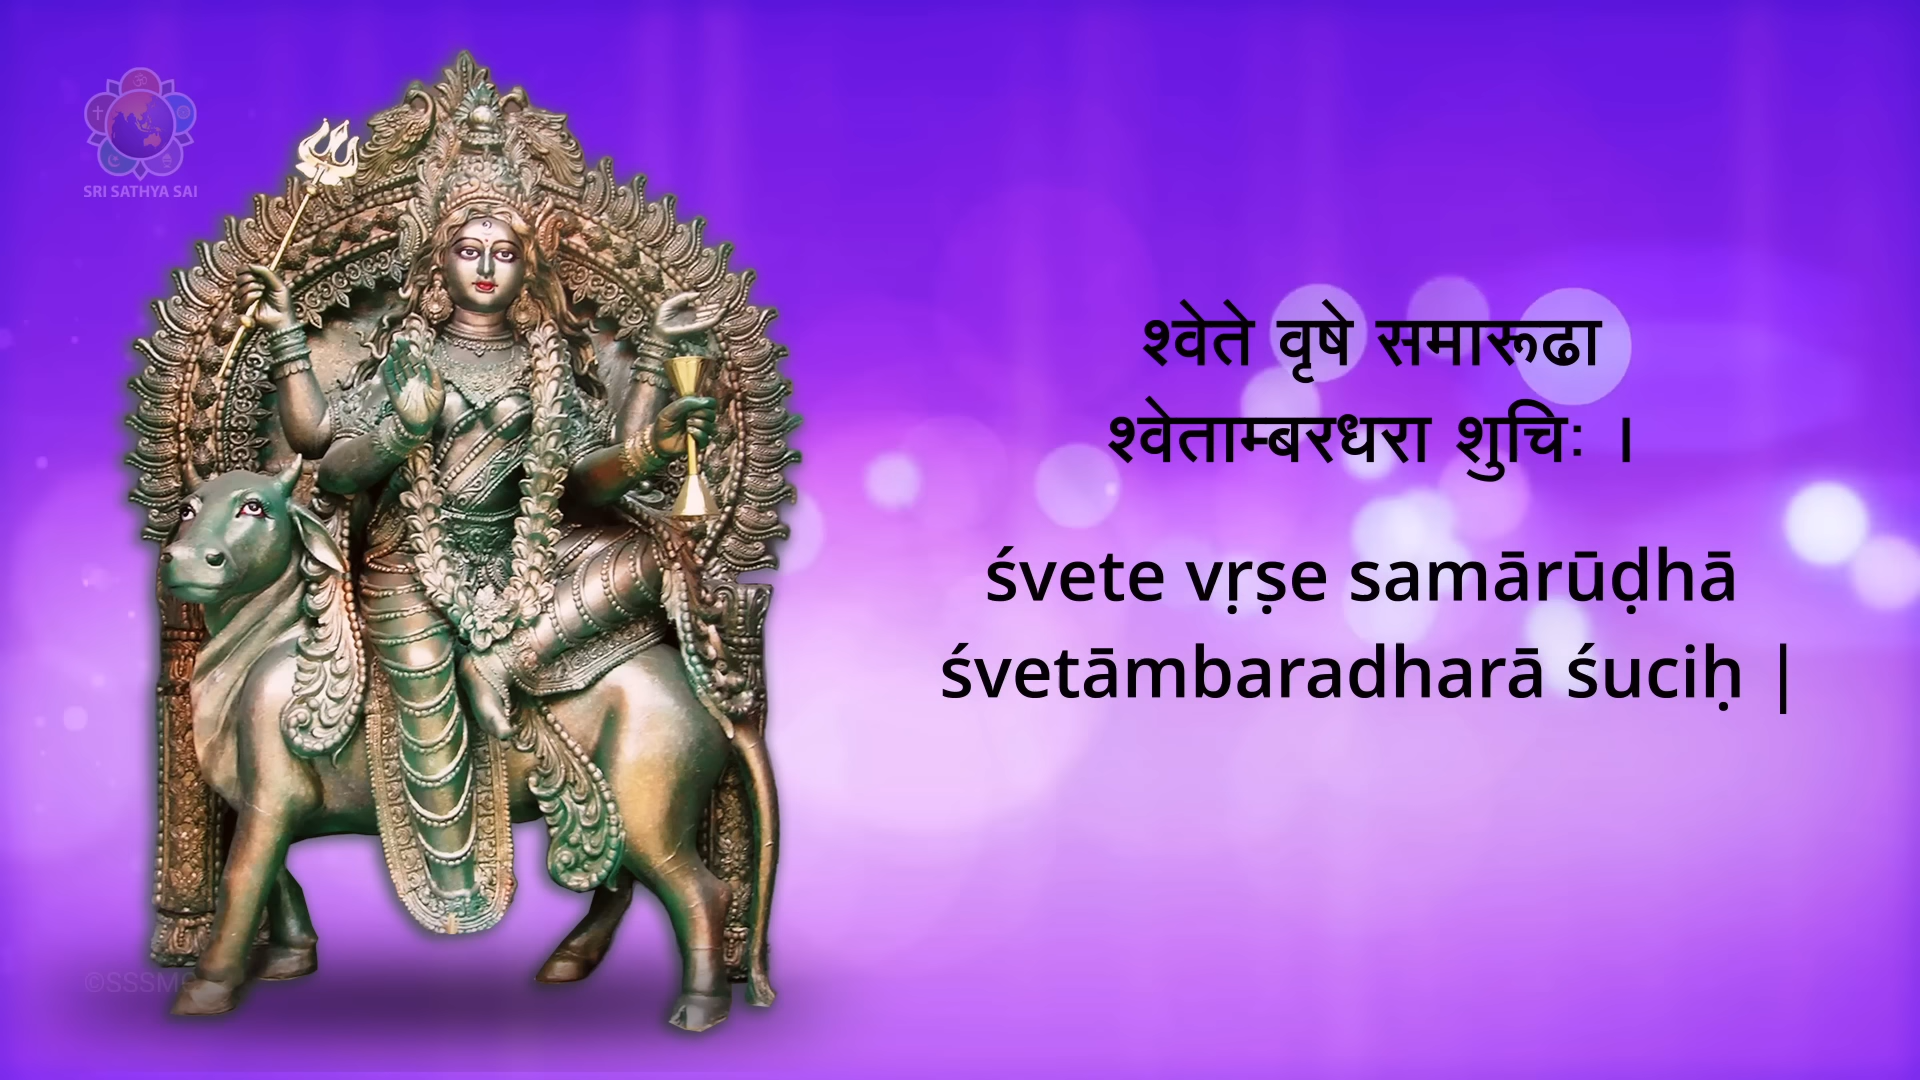 SRI SATHYA SAI
श्वेते वृषे समारूढा
श्वेताम्बरधरा शुचिः ।
śvete vṛṣe samārūḍhā
śvetāmbaradharā śuciḥ |